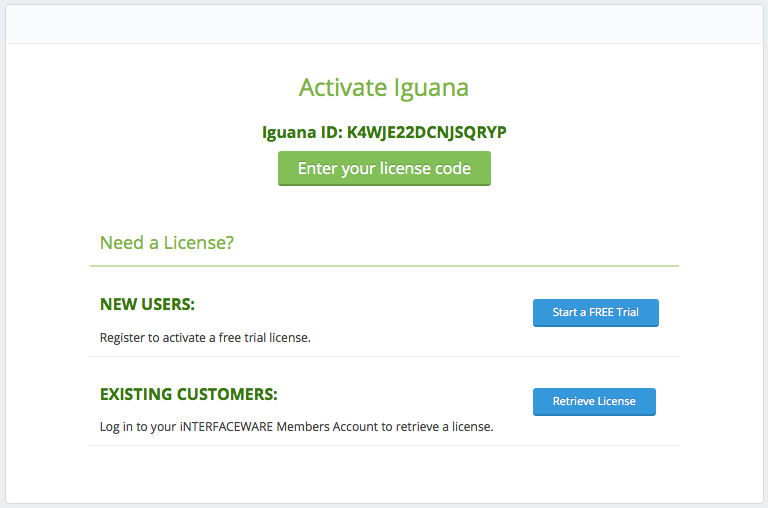 Activate Iguana
Iguana ID: K4WJE22DCNJSQRYP
Enter your license code
Need a License?
NEW USERS:
Start a FREE Trial
Register to activate a free trial license.
EXISTING CUSTOMERS:
Retrieve License
Log in to your iNTERFACEWARE Members Account to retrieve a license.